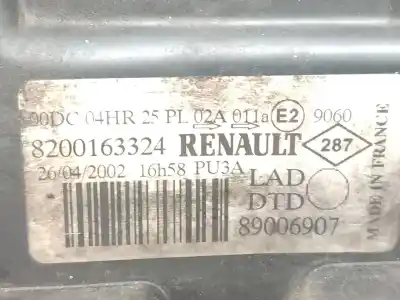 00DC 04HR 25 PL 02A 011a E2 9060
8200163324 RENAULT 287
26/04/2002 16h58 PU3A
LAD
DTD
89006907
MADE IN FRANCE